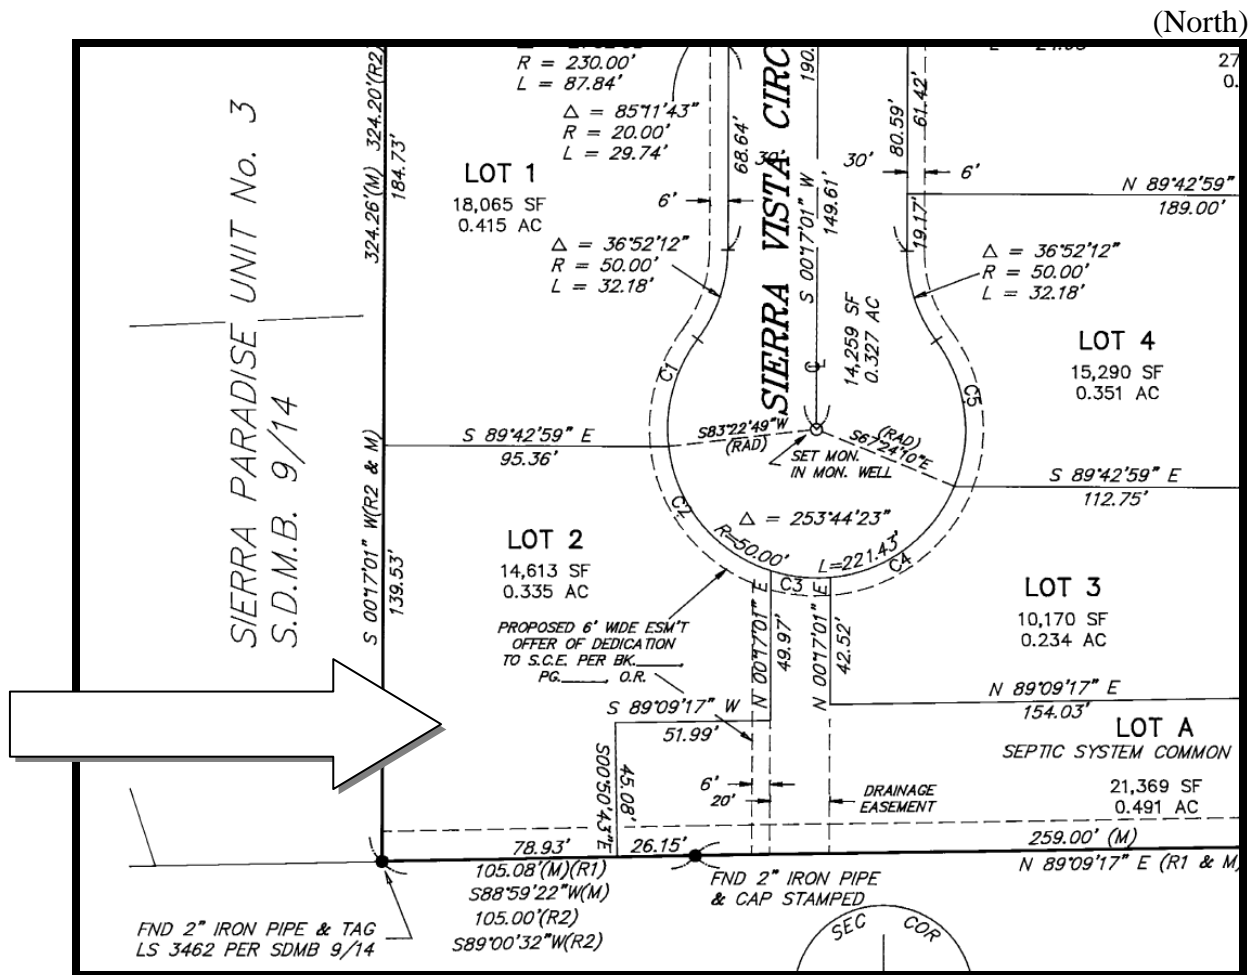 (North)
R = 230.00'
L = 87.84'
Δ = 85°11'43"
R = 20.00'
L = 29.74'
LOT 1
18,065 SF
0.415 AC
Δ = 36°52'12"
R = 50.00'
L = 32.18'
SIERRA PARADISE UNIT No. 3
S.D.M.B. 9/14
324.26'(M) 324.20'(R2)
184.73'
S 00°17'01" W(R2 & M)
139.53'
68.64'
6'
30'
30'
SIERRA VISTA CIRC
190.
S 00°17'01" W
149.61'
14,259 SF
0.327 AC
80.59'
61.42'
6'
19.17'
27
0.
N 89°42'59"
189.00'
Δ = 36°52'12"
R = 50.00'
L = 32.18'
LOT 4
15,290 SF
0.351 AC
C1
C5
S 89°42'59" E
95.36'
S83°22'49"W
(RAD)
(RAD)
S67°24'10"E
SET MON.
IN MON. WELL
S 89°42'59" E
112.75'
C2
Δ = 253°44'23"
R=50.00'
L=221.43'
C3
C4
LOT 2
14,613 SF
0.335 AC
PROPOSED 6' WIDE ESM'T
OFFER OF DEDICATION
TO S.C.E. PER BK.____,
PG.____, O.R.
N 00°17'01" E
49.97'
N 00°17'01" E
42.52'
LOT 3
10,170 SF
0.234 AC
S 89°09'17" W
51.99'
N 89°09'17" E
154.03'
LOT A
SEPTIC SYSTEM COMMON
21,369 SF
0.491 AC
S00°50'43"E
45.08'
6'
20'
DRAINAGE
EASEMENT
78.93'
26.15'
259.00' (M)
105.08'(M)(R1)
S88°59'22"W(M)
105.00'(R2)
S89°00'32"W(R2)
N 89°09'17" E (R1 & M)
FND 2" IRON PIPE
& CAP STAMPED
FND 2" IRON PIPE & TAG
LS 3462 PER SDMB 9/14
SEC COR